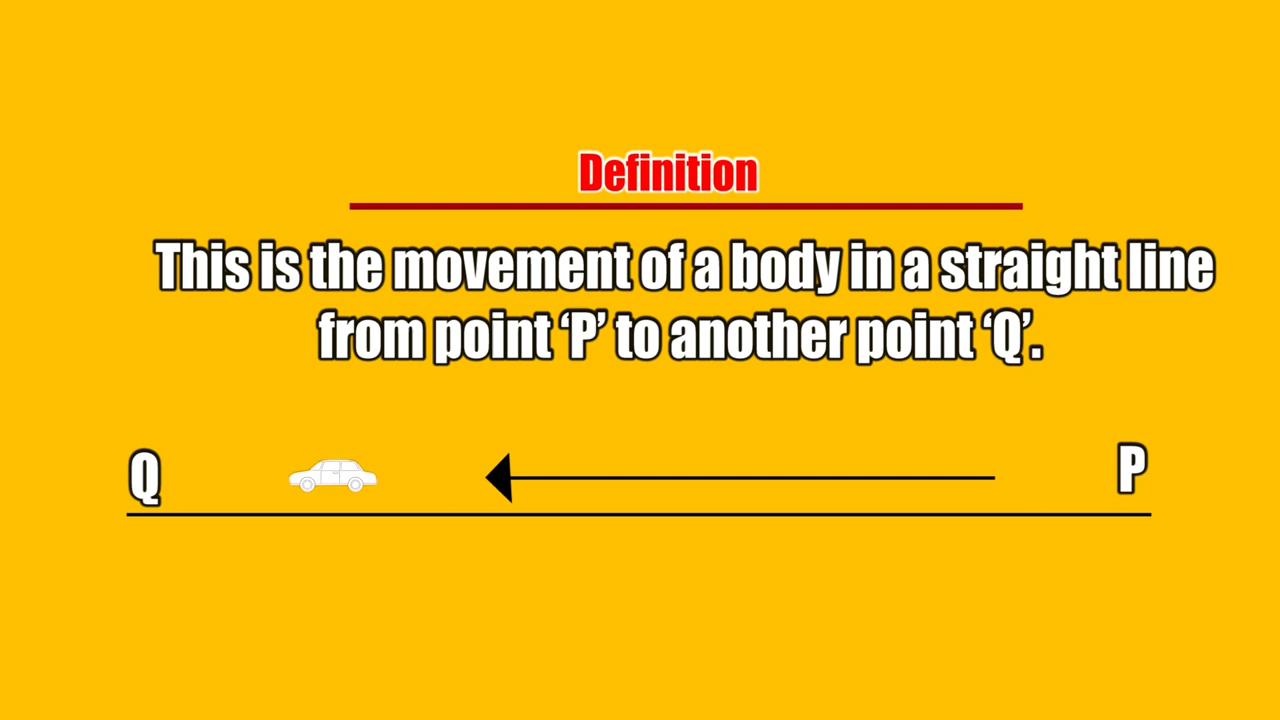 Definition
This is the movement of a body in a straight line
from point ‘P’ to another point ‘Q’.
Q P